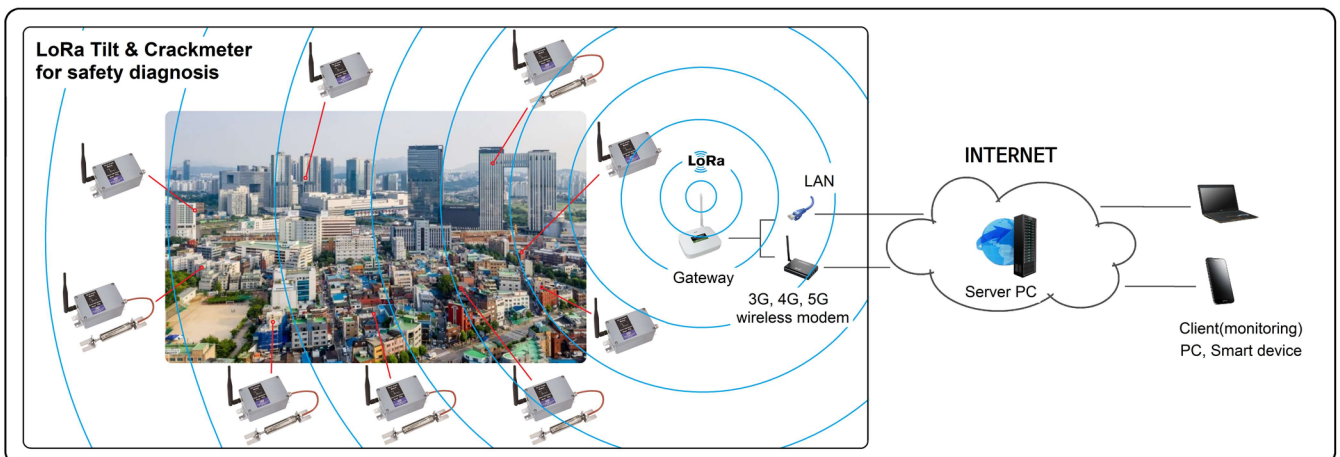 LoRa Tilt & Crackmeter
for safety diagnosis
LoRa
LAN
Gateway
3G, 4G, 5G
wireless modem
INTERNET
Server PC
Client(monitoring)
PC, Smart device